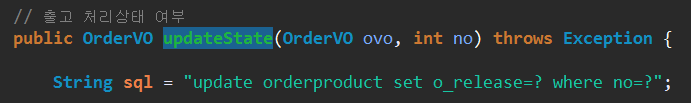 // 출고 처리상태 여부
public OrderVO updateState(OrderVO ovo, int no) throws Exception {
String sql = "update orderproduct set o_release=? where no=?";